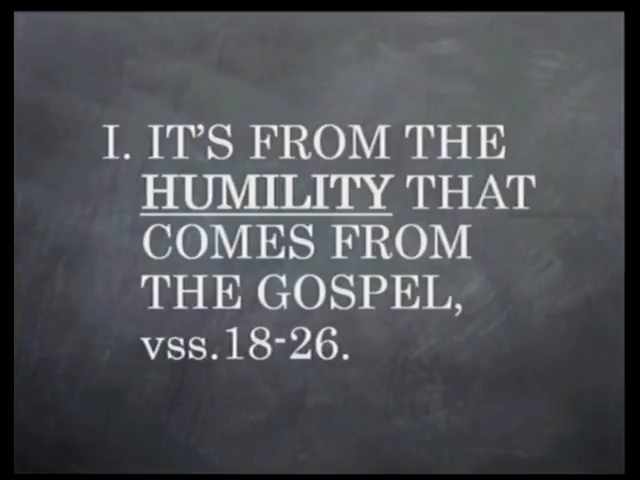 I. IT'S FROM THE
HUMILITY THAT
COMES FROM
THE GOSPEL,
vss.18-26.